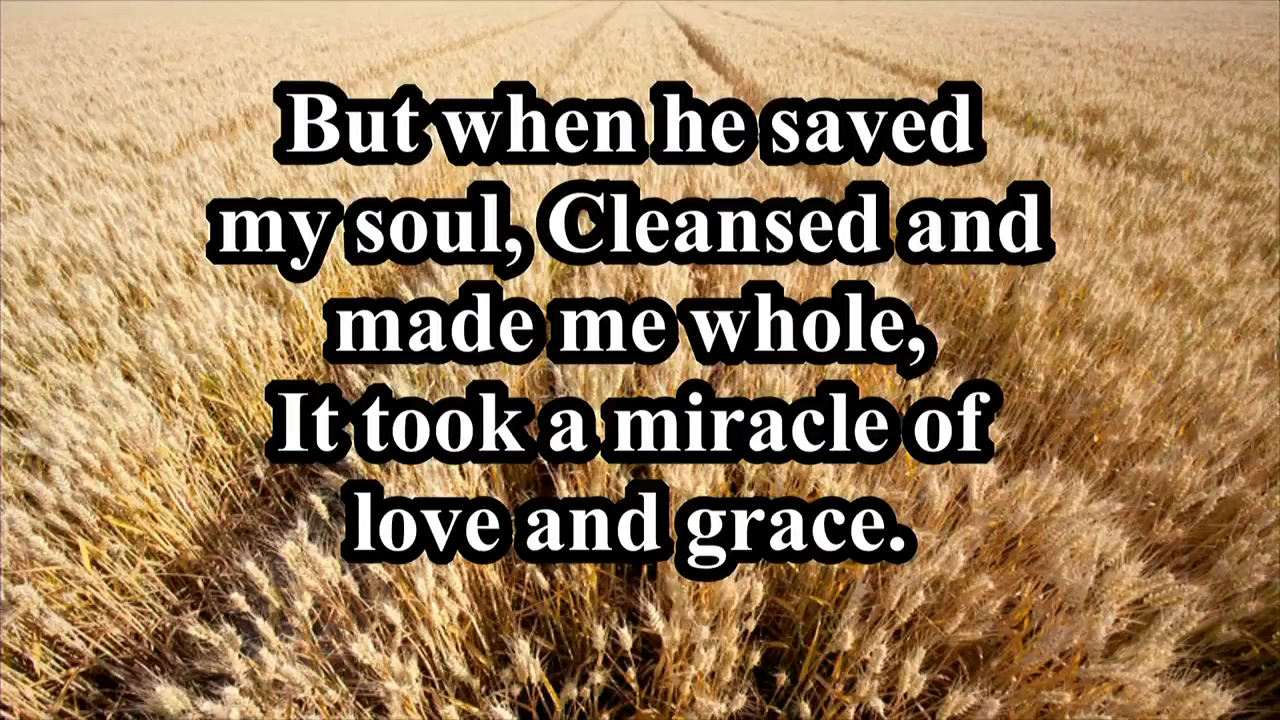 But when he saved
my soul, Cleansed and
made me whole,
It took a miracle of
love and grace.